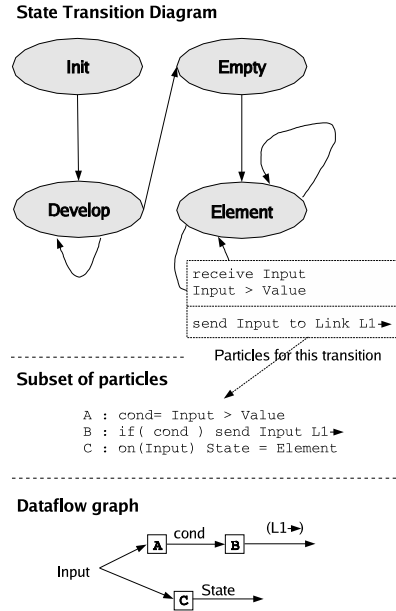 State Transition Diagram
Init
Empty
Develop
Element
receive Input
Input > Value
send Input to Link L1→
Particles for this transition
Subset of particles
A : cond= Input > Value
B : if( cond ) send Input L1→
C : on(Input) State = Element
Dataflow graph
A cond B (L1→)
Input
C State